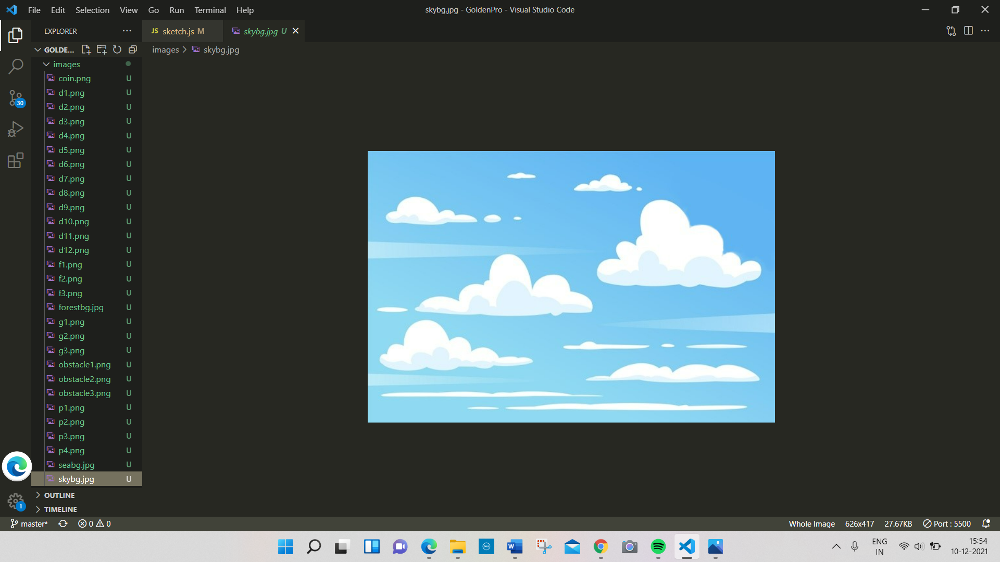 File Edit Selection View Go Run Terminal Help
skybg.jpg - GoldenPro - Visual Studio Code
EXPLORER
JS sketch.js M
skybg.jpg U
GOLDE...
images > skybg.jpg
images
coin.png U
d1.png U
d2.png U
d3.png U
d4.png U
d5.png U
d6.png U
d7.png U
d8.png U
d9.png U
d10.png U
d11.png U
d12.png U
f1.png U
f2.png U
f3.png U
forestbg.jpg U
g1.png U
g2.png U
g3.png U
obstacle1.png U
obstacle2.png U
obstacle3.png U
p1.png U
p2.png U
p3.png U
p4.png U
seabg.jpg U
skybg.jpg U
30
OUTLINE
1
TIMELINE
master* 0 0 Whole Image 626x417 27.67KB Port : 5500
DELL
W
ENG
IN
15:54
10-12-2021